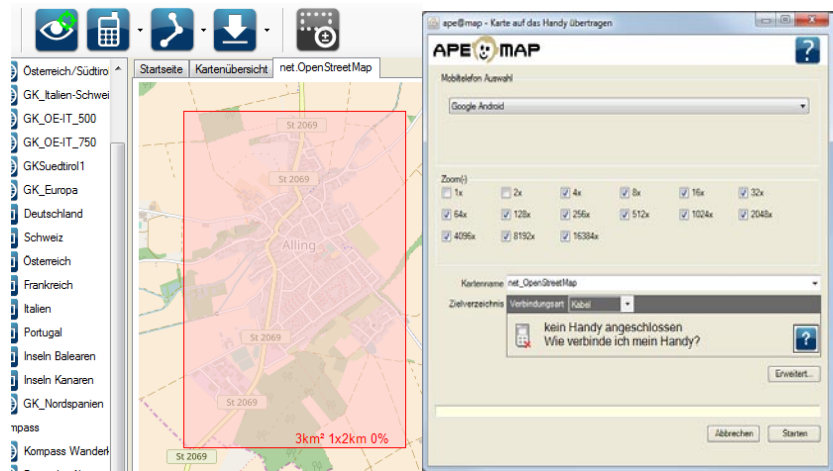 Österreich/Südtiro
GK_Italien-Schwei
GK_OE-IT_500
GK_OE-IT_750
GKSuedtirol1
GK_Europa
Deutschland
Schweiz
Österreich
Frankreich
Italien
Portugal
Inseln Balearen
Inseln Kanaren
GK_Nordspanien
mpass
Kompass Wanderk
Startseite Kartenübersicht net.OpenStreetMap
St 2069
St 2069
Alling
St 2069
St 2069
3km² 1x2km 0%
St 2069
ape@map - Karte auf das Handy übertragen
APE MAP
?
Mobiltelefon Auswahl
Google Android
Zoom(-)
1x 2x 4x 8x 16x 32x
64x 128x 256x 512x 1024x 2048x
4096x 8192x 16384x
Kartenname net_OpenStreetMap
Zielverzeichnis Verbindungsart Kabel
kein Handy angeschlossen
Wie verbinde ich mein Handy?
?
Erweitert...
Abbrechen Starten